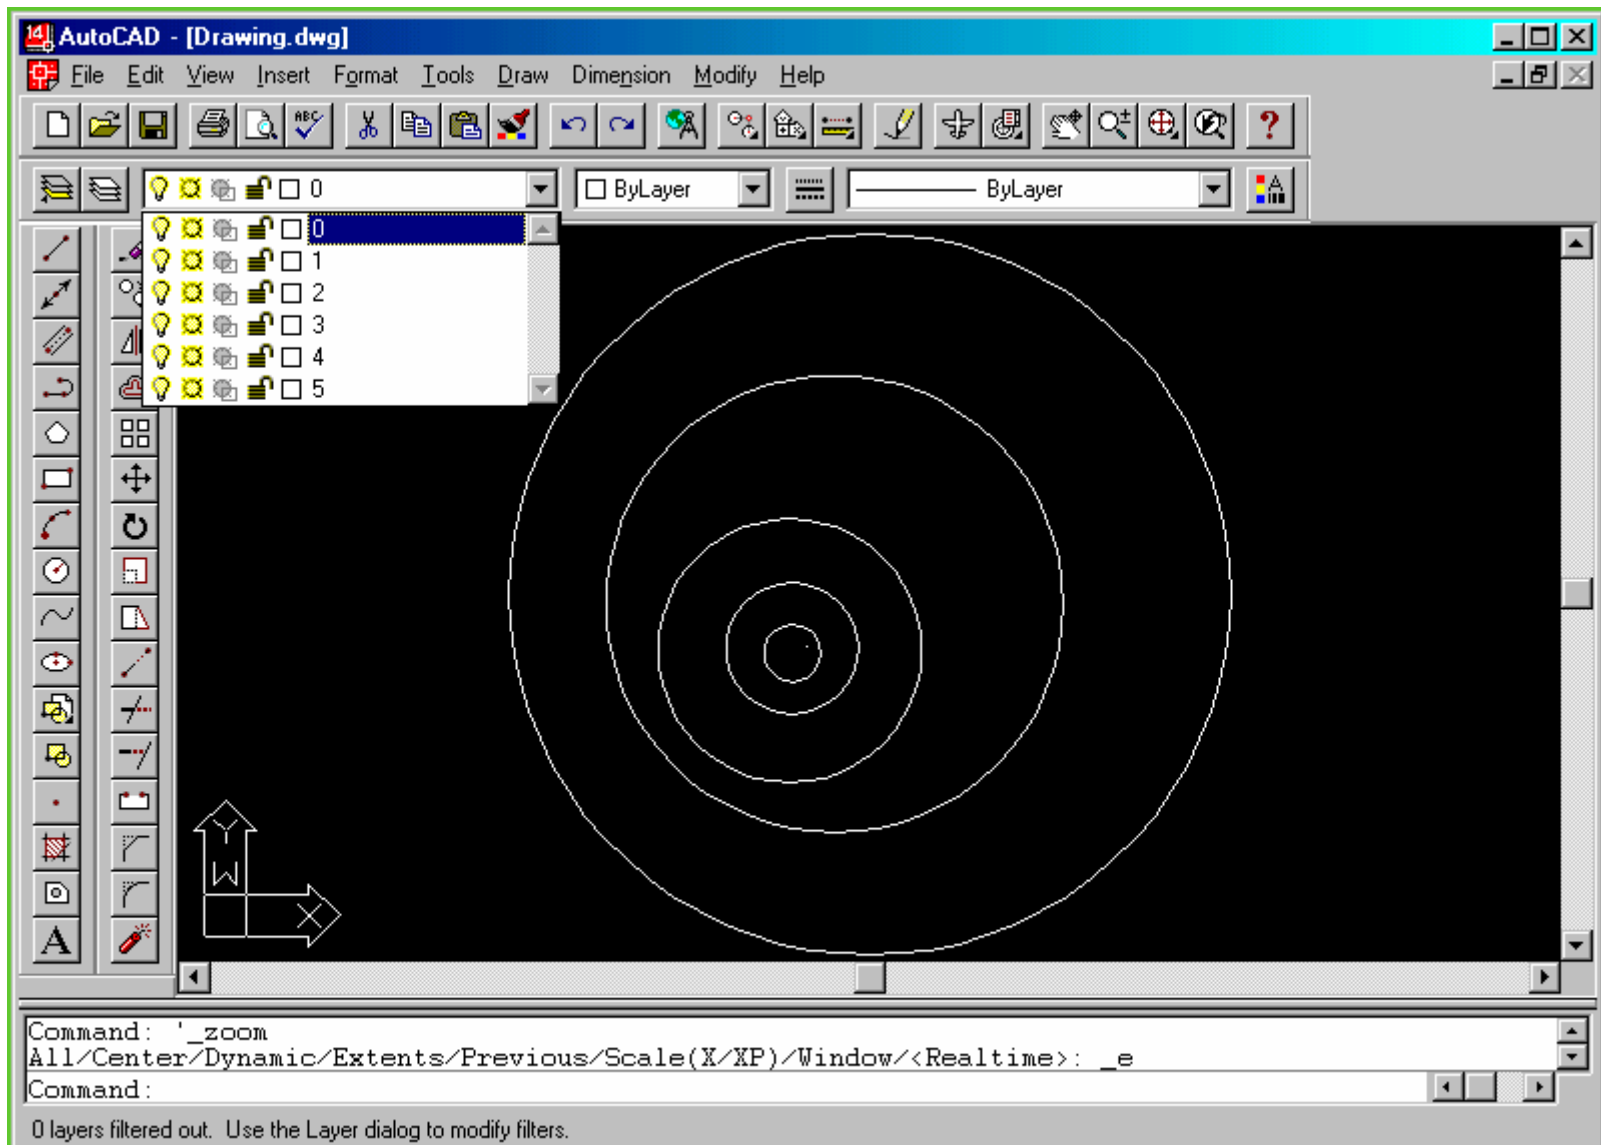 14 AutoCAD - [Drawing.dwg]
File Edit View Insert Format Tools Draw Dimension Modify Help
ABC ?
0 ByLayer ByLayer A
0
1
2
3
4
5
A
Y
W
X
Command: '_zoom
All/Center/Dynamic/Extents/Previous/Scale(X/XP)/Window/<Realtime>: _e
Command:
0 layers filtered out. Use the Layer dialog to modify filters.